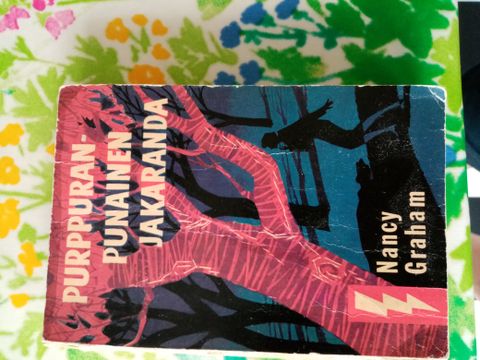 PURPPURAN-
PUNAINEN
JAKARANDA
Nancy
Graham